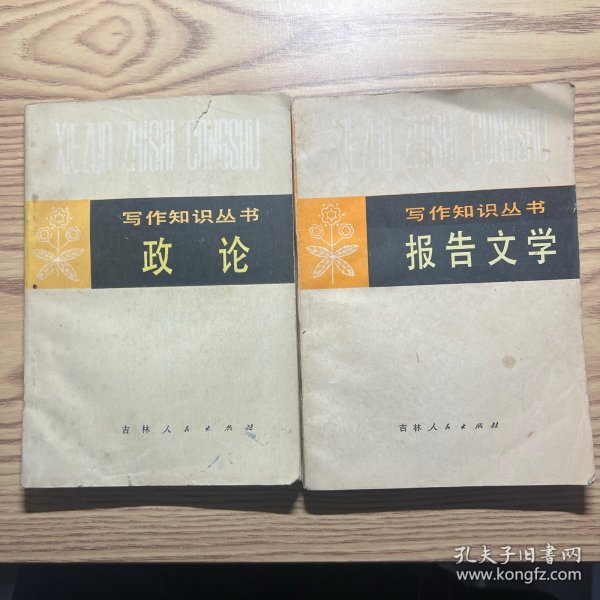 XIE ZUO ZHISHI CONGSHU
写作知识丛书
政论
吉林人民出版社
XIE ZUO ZHISHI CONGSHU
写作知识丛书
报告文学
吉林人民出版社
孔夫子旧书网
www.kongfz.com